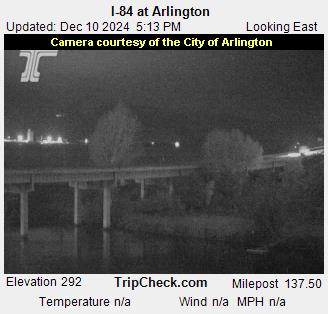 I-84 at Arlington
Updated: Dec 10 2024 5:13 PM Looking East
Camera courtesy of the City of Arlington
Elevation 292 TripCheck.com Milepost 137.50
Temperature n/a Wind n/a MPH n/a